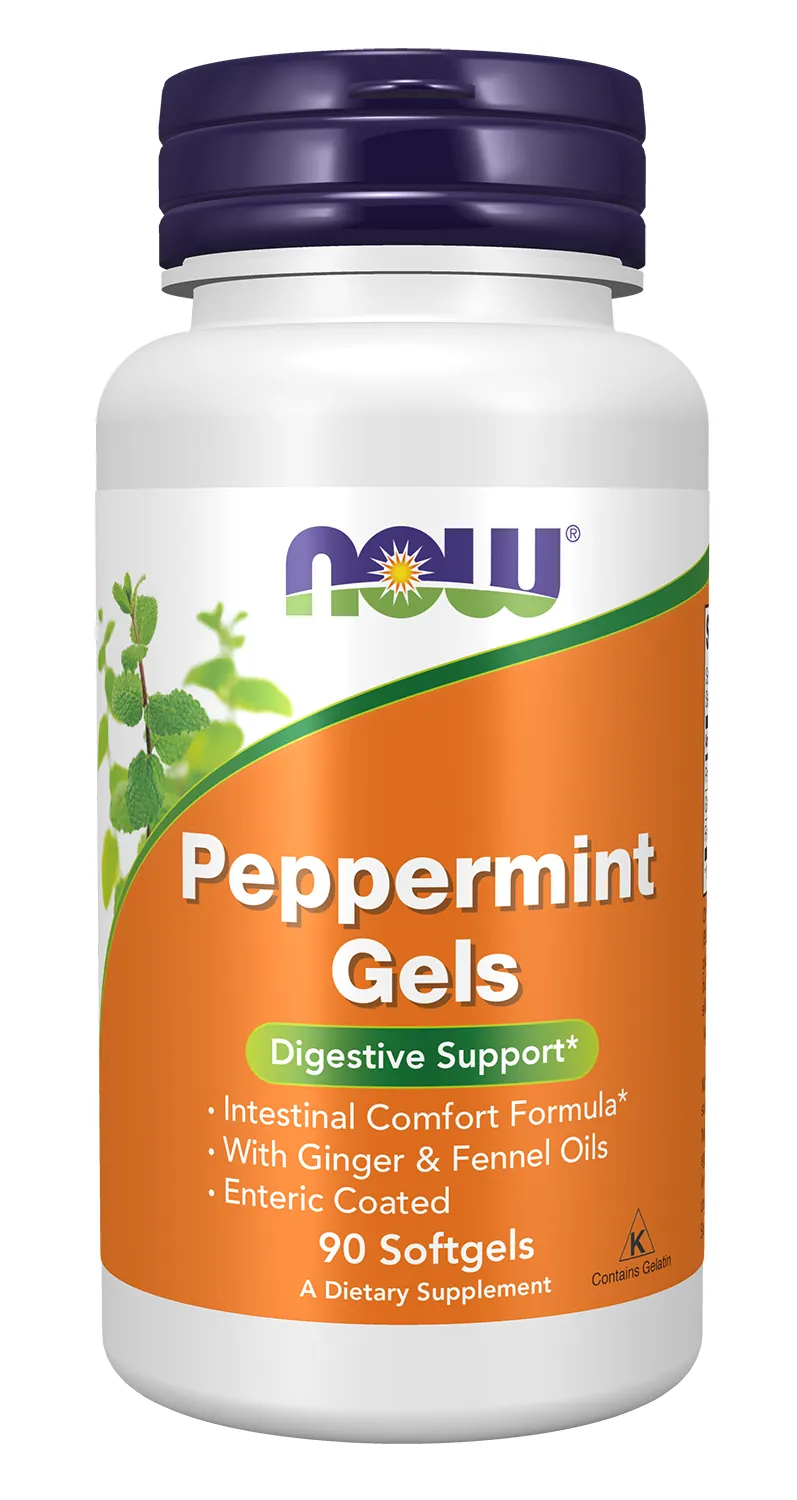 NOW®
Peppermint
Gels
Digestive Support*
• Intestinal Comfort Formula*
• With Ginger & Fennel Oils
• Enteric Coated
90 Softgels
A Dietary Supplement
K
Contains Gelatin